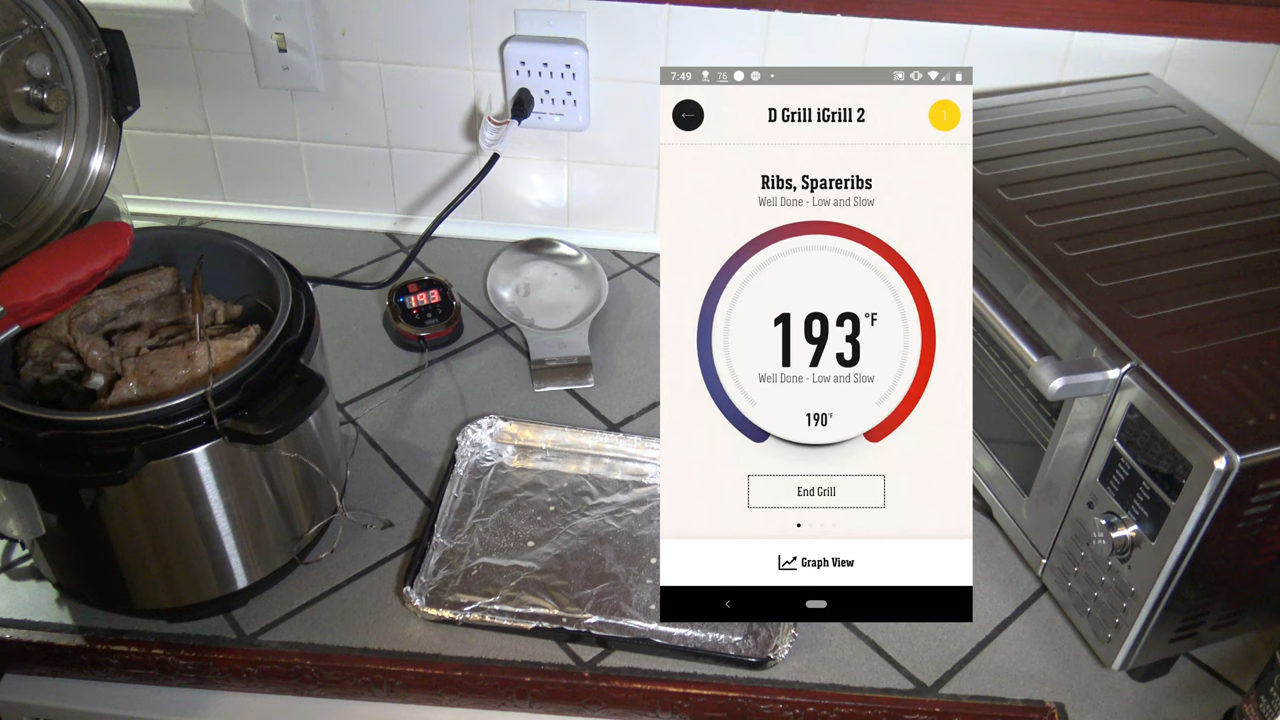 7:49 76
D Grill iGrill 2
Ribs, Spareribs
Well Done - Low and Slow
193°F
Well Done - Low and Slow
190°F
End Grill
Graph View
193